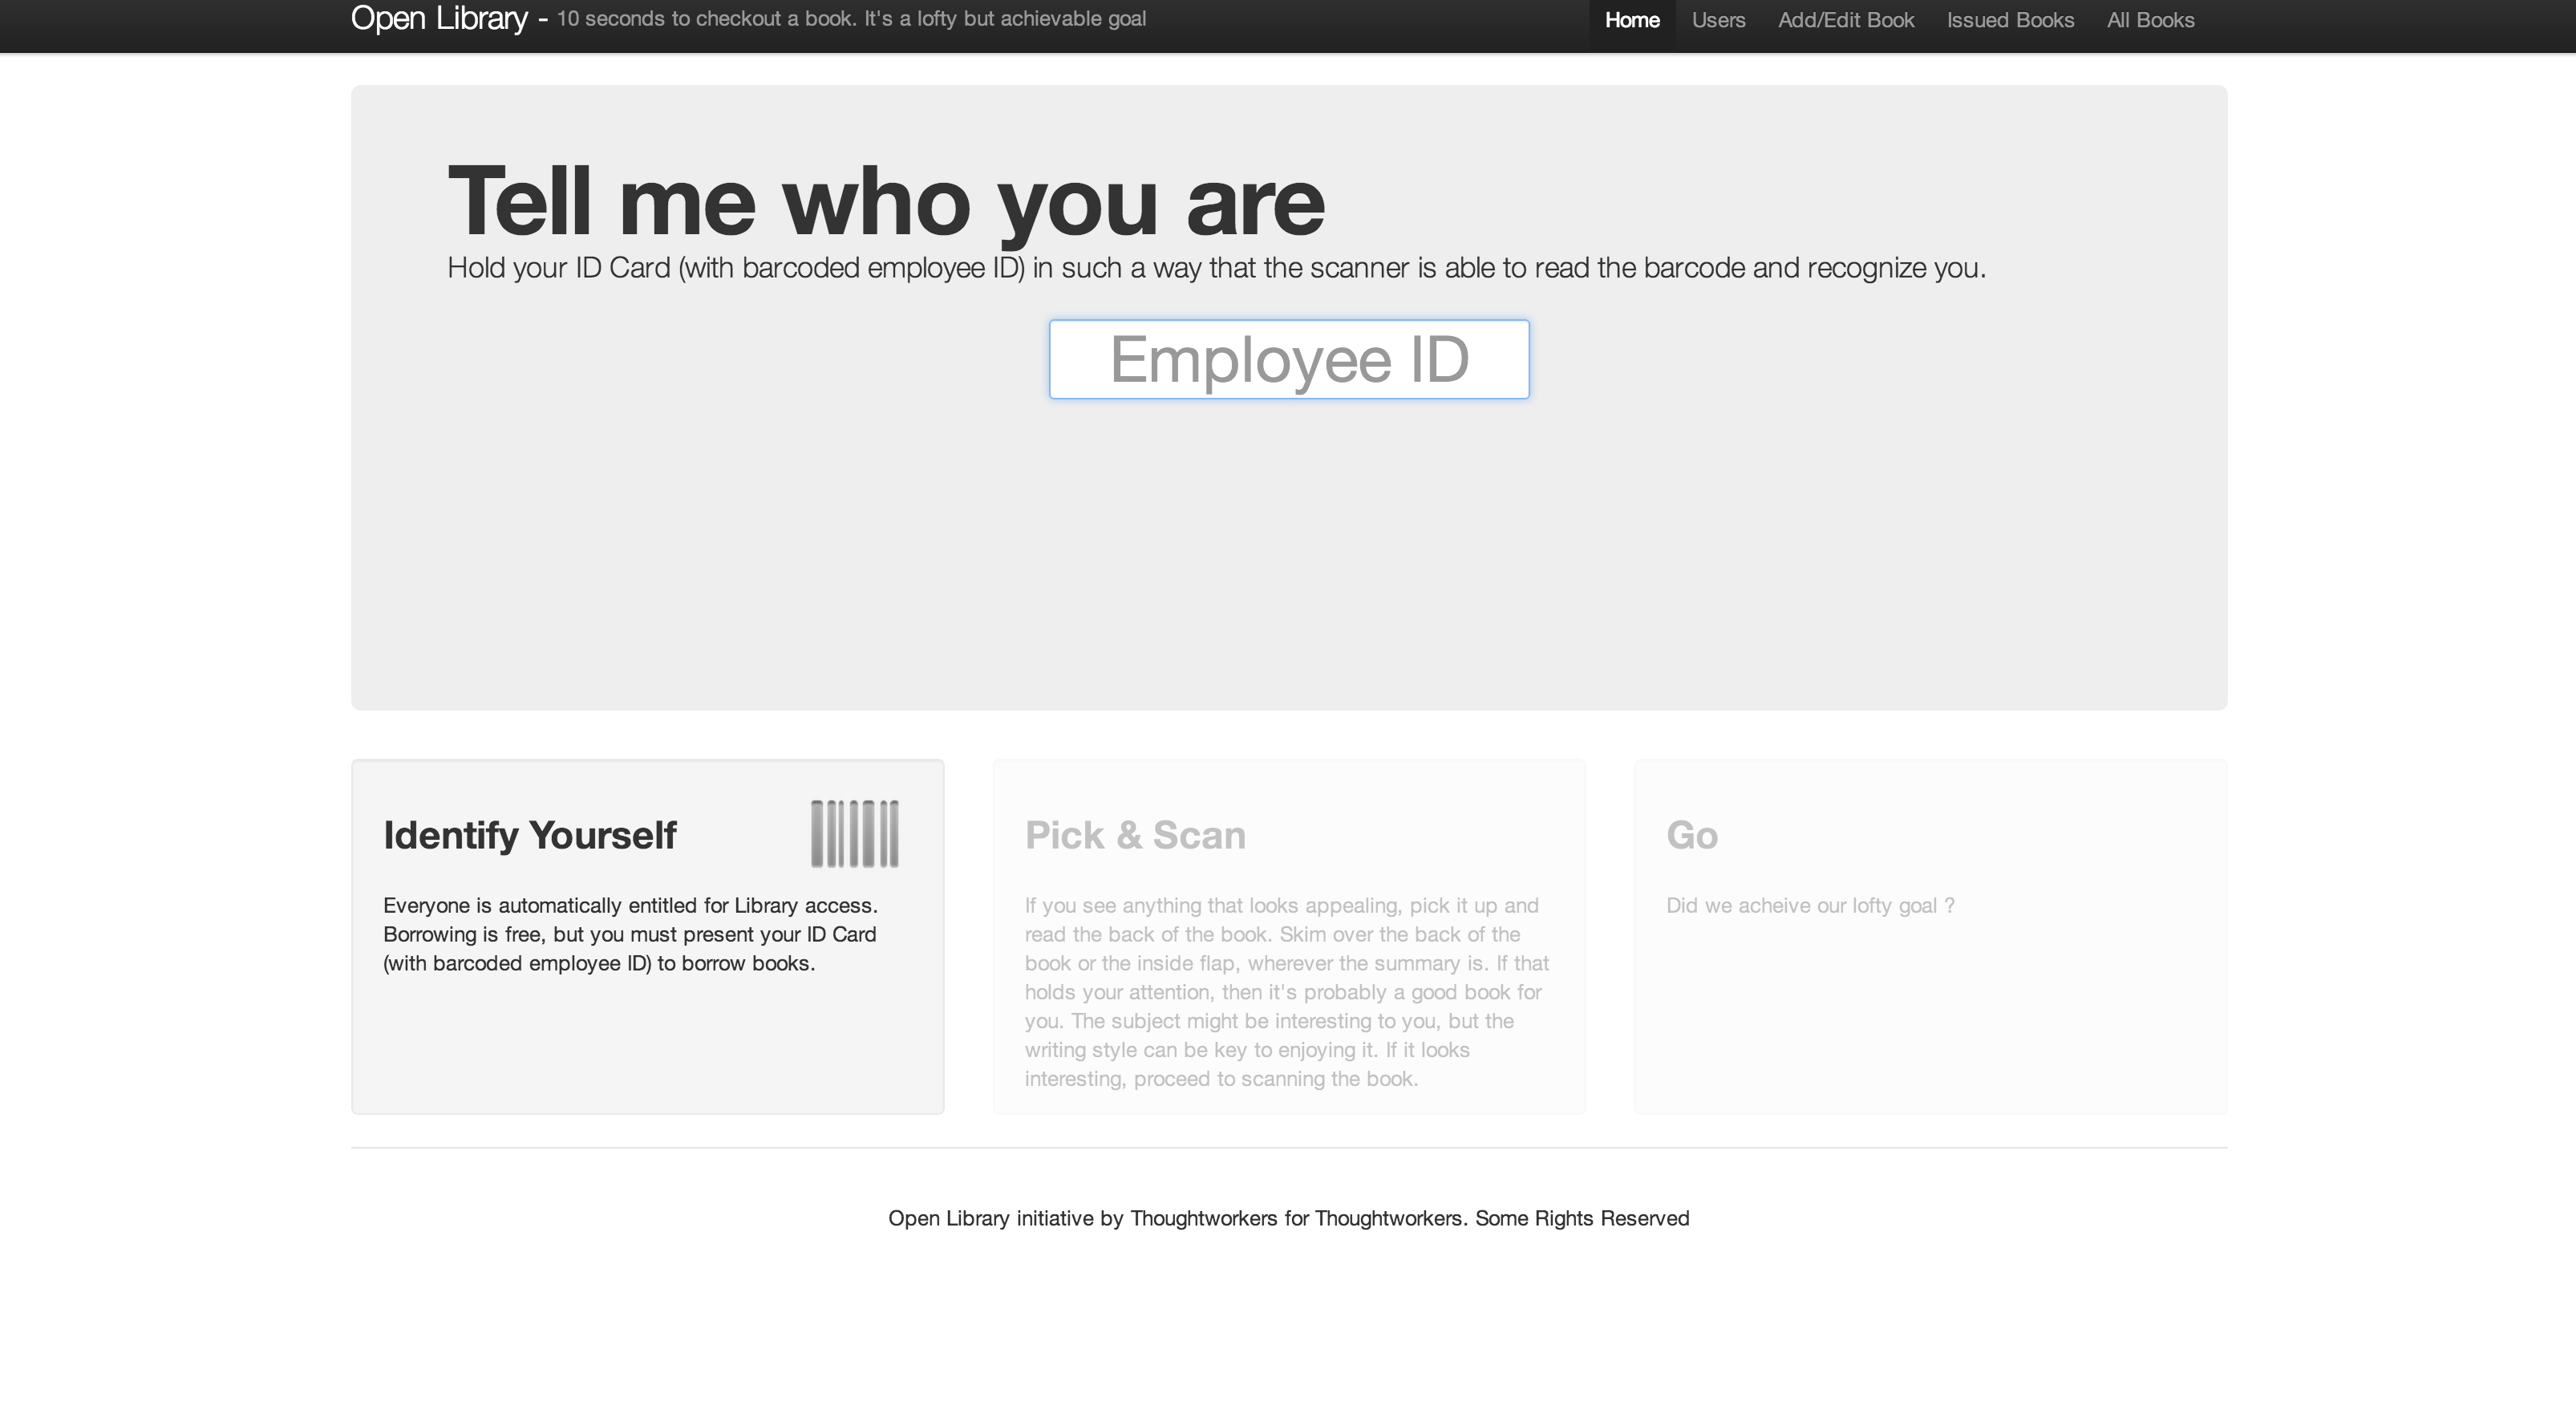 Open Library - 10 seconds to checkout a book. It's a lofty but achievable goal
Home Users Add/Edit Book Issued Books All Books
Tell me who you are
Hold your ID Card (with barcoded employee ID) in such a way that the scanner is able to read the barcode and recognize you.
Employee ID
Identify Yourself
Everyone is automatically entitled for Library access.
Borrowing is free, but you must present your ID Card
(with barcoded employee ID) to borrow books.
Pick & Scan
If you see anything that looks appealing, pick it up and
read the back of the book. Skim over the back of the
book or the inside flap, wherever the summary is. If that
holds your attention, then it's probably a good book for
you. The subject might be interesting to you, but the
writing style can be key to enjoying it. If it looks
interesting, proceed to scanning the book.
Go
Did we acheive our lofty goal ?
Open Library initiative by Thoughtworkers for Thoughtworkers. Some Rights Reserved